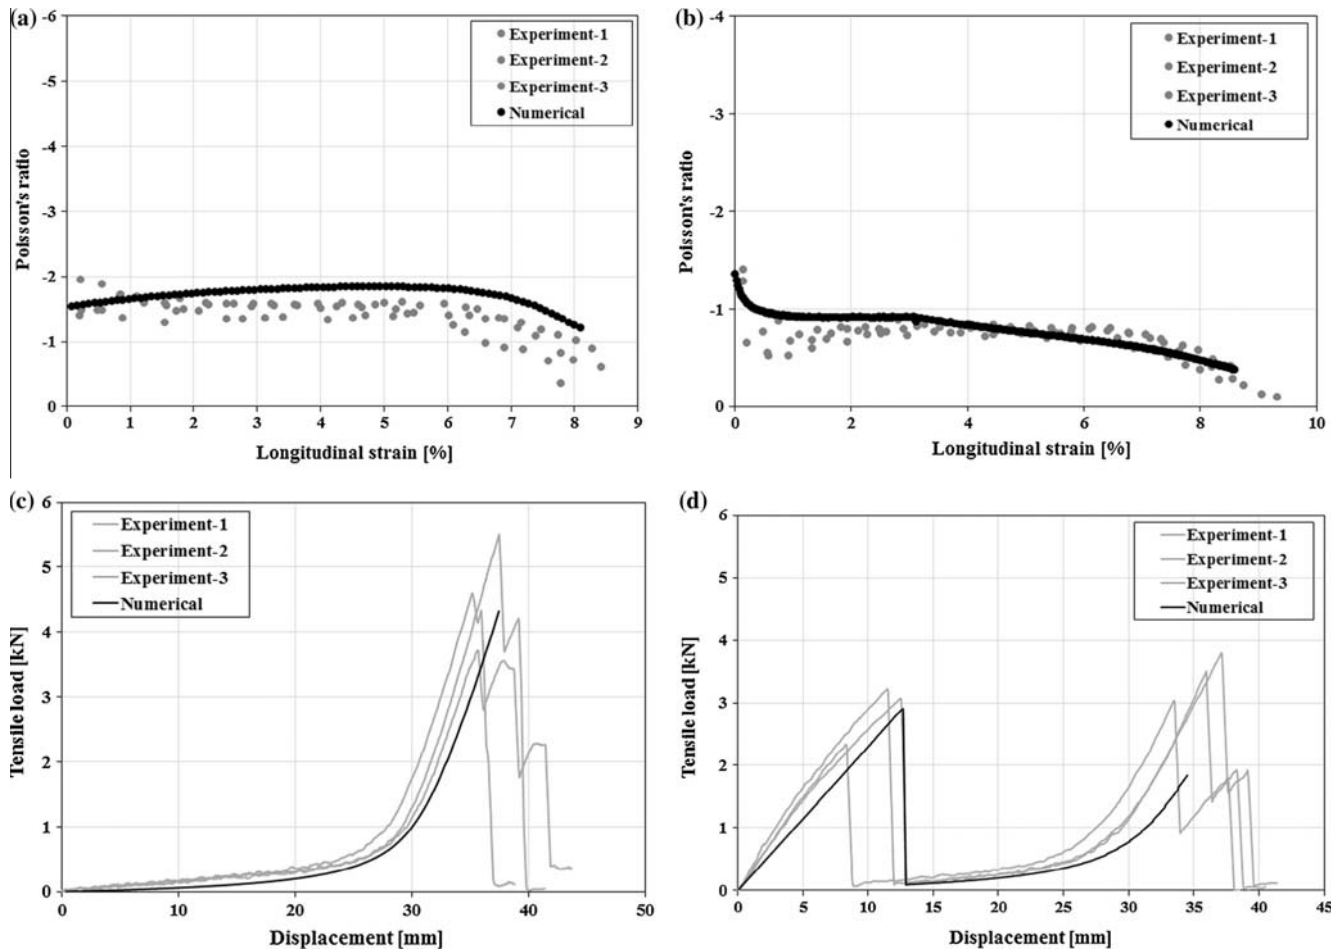 (a)
-6
-5
-4
-3
-2
-1
0
Poisson's ratio
Experiment-1
Experiment-2
Experiment-3
Numerical
0 1 2 3 4 5 6 7 8 9
Longitudinal strain [%]
(b)
-4
-3
-2
-1
0
Poisson's ratio
Experiment-1
Experiment-2
Experiment-3
Numerical
0 2 4 6 8 10
Longitudinal strain [%]
(c)
6
5
4
3
2
1
0
Tensile load [kN]
Experiment-1
Experiment-2
Experiment-3
Numerical
0 10 20 30 40 50
Displacement [mm]
(d)
6
5
4
3
2
1
0
Tensile load [kN]
Experiment-1
Experiment-2
Experiment-3
Numerical
0 5 10 15 20 25 30 35 40 45
Displacement [mm]